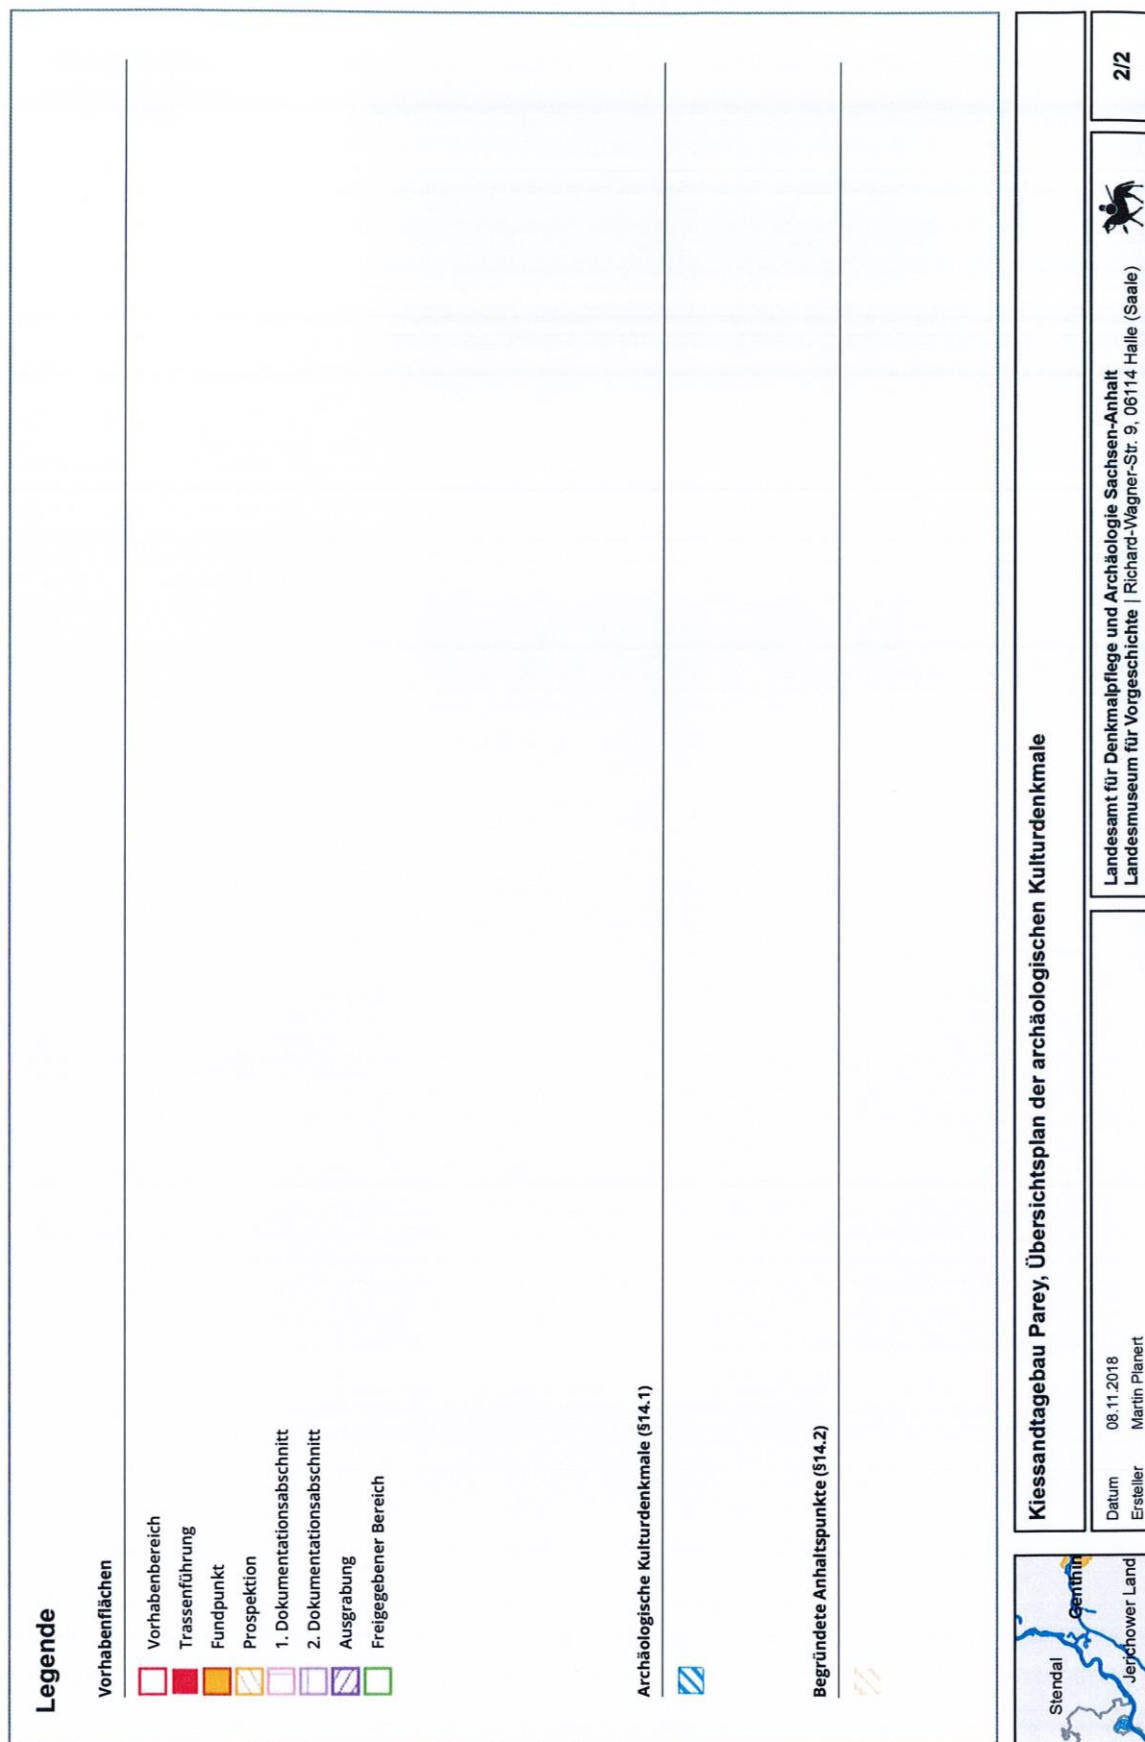 Legende
Vorhabenflächen
Vorhabenbereich
Trassenführung
Fundpunkt
Prospektion
1. Dokumentationsabschnitt
2. Dokumentationsabschnitt
Ausgrabung
Freigegebener Bereich
Archäologische Kulturdenkmale (§14.1)
Begründete Anhaltspunkte (§14.2)
Stendal
Genthin
Jerichower Land
Kiessandtagebau Parey, Übersichtsplan der archäologischen Kulturdenkmale
Datum 08.11.2018
Ersteller Martin Planert
Landesamt für Denkmalpflege und Archäologie Sachsen-Anhalt
Landesmuseum für Vorgeschichte | Richard-Wagner-Str. 9, 06114 Halle (Saale)
2/2